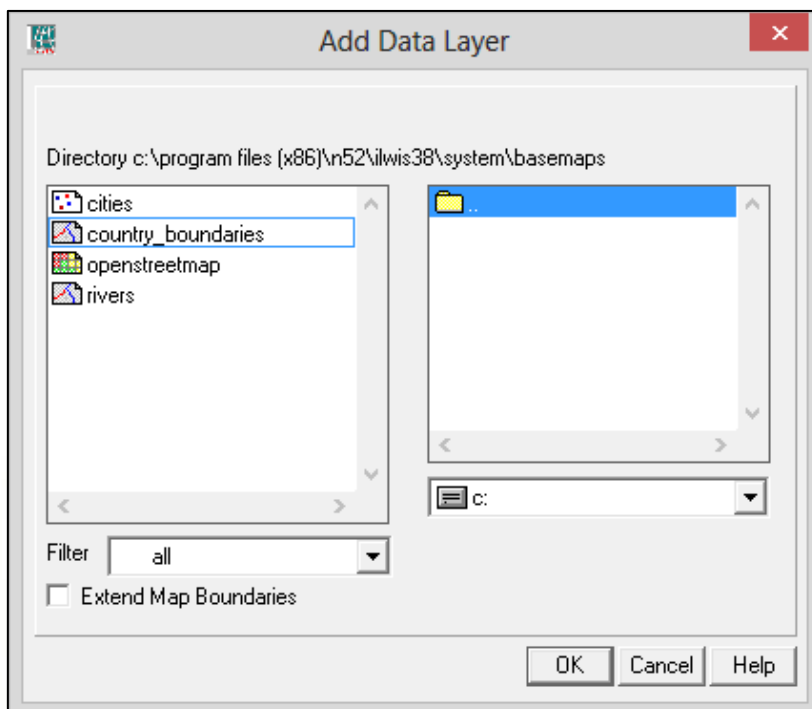 Add Data Layer
Directory c:\program files (x86)\n52\ilwis38\system\basemaps
cities
country_boundaries
openstreetmap
rivers
..
c:
Filter
all
Extend Map Boundaries
OK
Cancel
Help